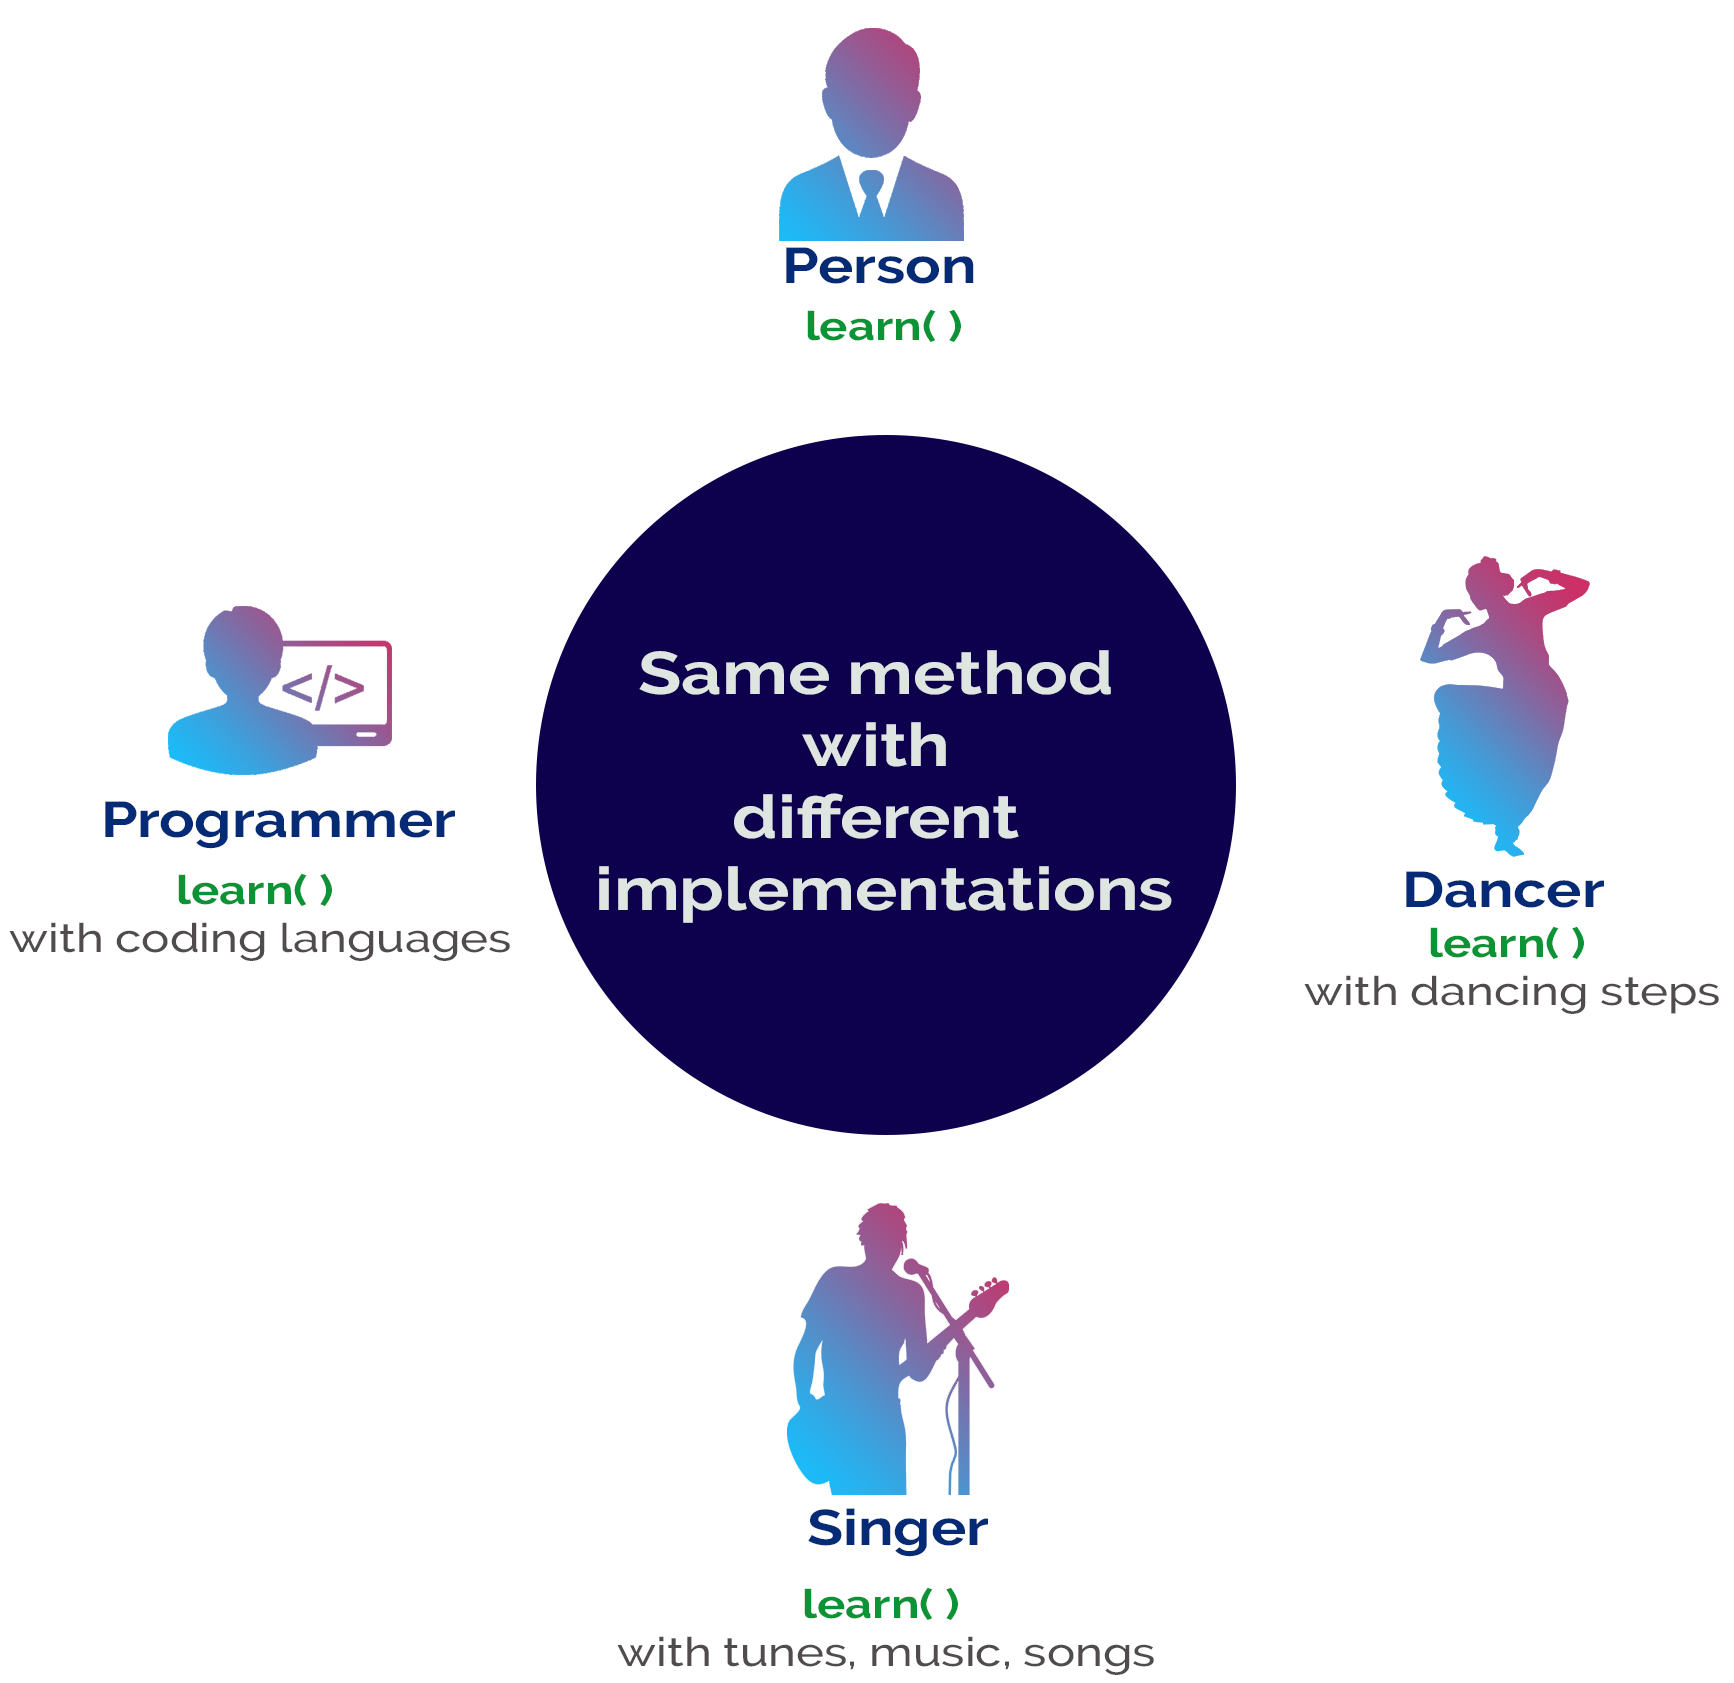 Person
learn( )
Same method
with
different
implementations
</>
Programmer
learn( )
with coding languages
Dancer
learn( )
with dancing steps
Singer
learn( )
with tunes, music, songs